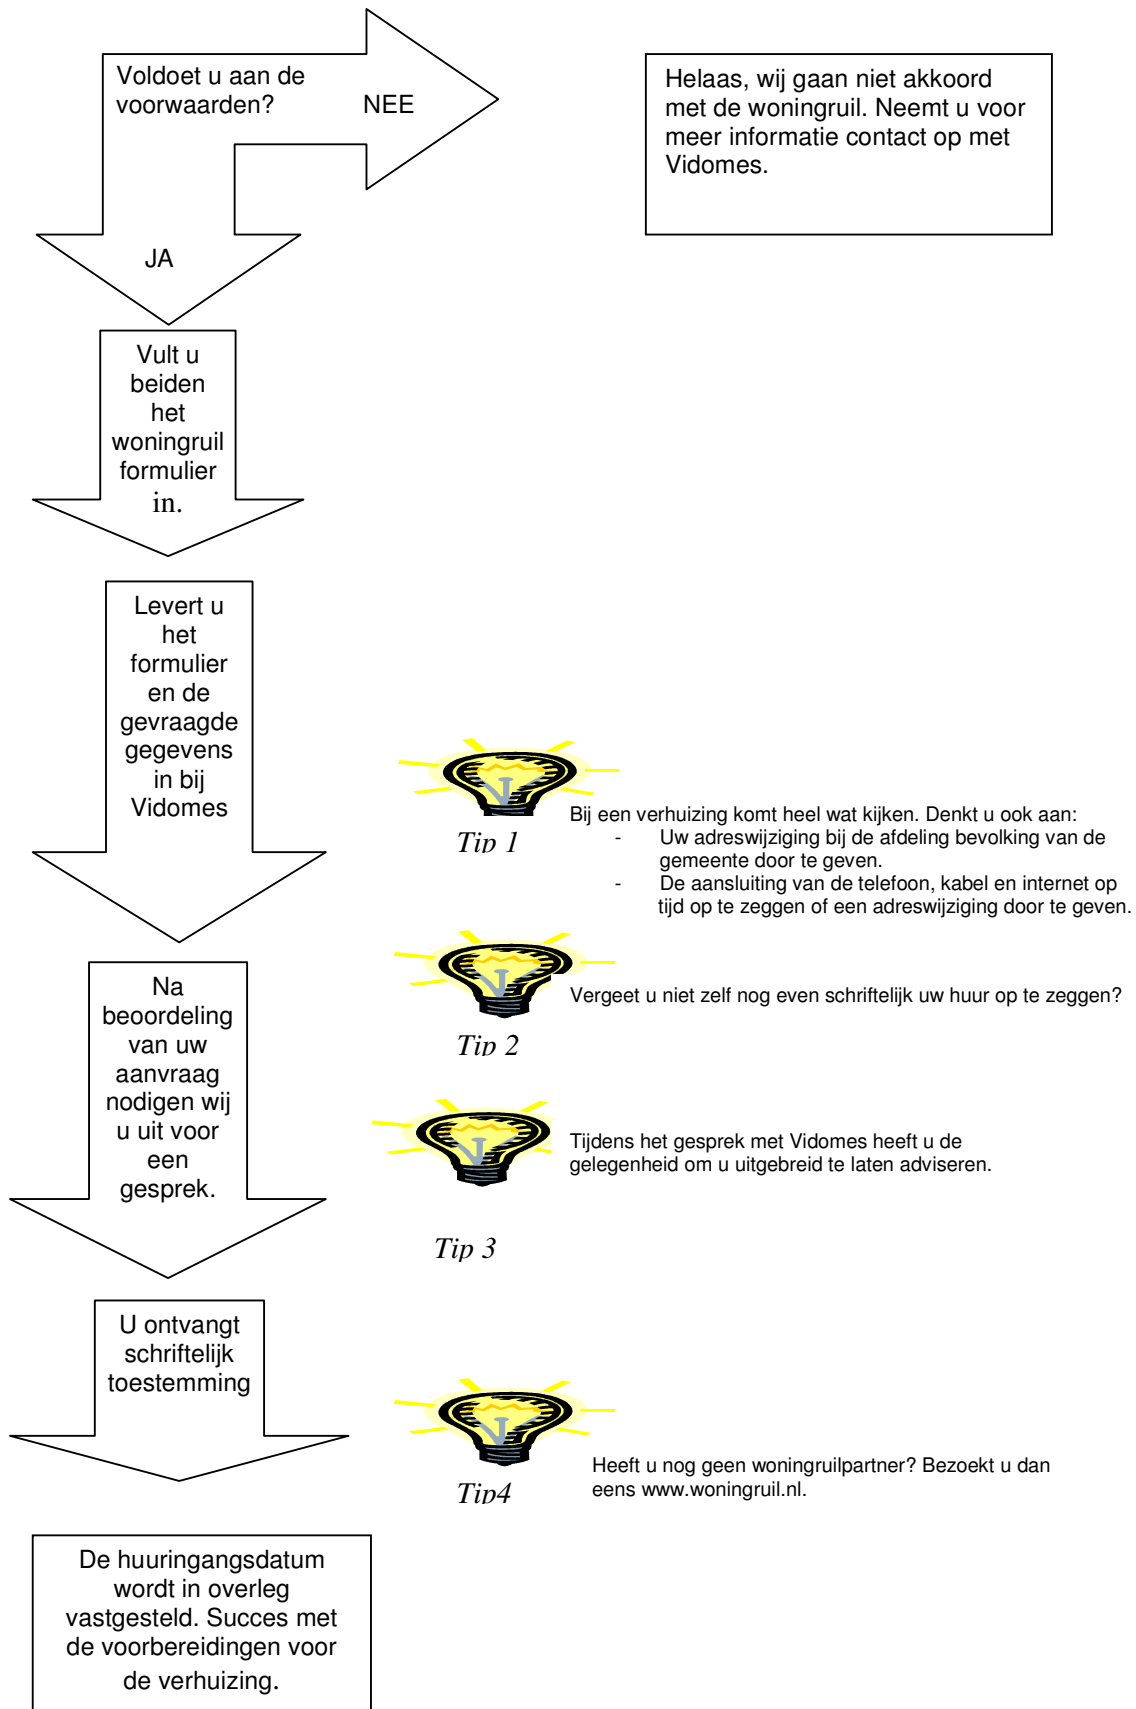 Voldoet u aan de
voorwaarden?
NEE
JA
Helaas, wij gaan niet akkoord
met de woningruil. Neemt u voor
meer informatie contact op met
Vidomes.
Vult u
beiden
het
woningruil
formulier
in.
Levert u
het
formulier
en de
gevraagde
gegevens
in bij
Vidomes
Tip 1
Bij een verhuizing komt heel wat kijken. Denkt u ook aan:
- Uw adreswijziging bij de afdeling bevolking van de
gemeente door te geven.
- De aansluiting van de telefoon, kabel en internet op
tijd op te zeggen of een adreswijziging door te geven.
Na
beoordeling
van uw
aanvraag
nodigen wij
u uit voor
een
gesprek.
Tip 2
Vergeet u niet zelf nog even schriftelijk uw huur op te zeggen?
Tip 3
Tijdens het gesprek met Vidomes heeft u de
gelegenheid om u uitgebreid te laten adviseren.
U ontvangt
schriftelijk
toestemming
Tip4
Heeft u nog geen woningruilpartner? Bezoekt u dan
eens www.woningruil.nl.
De huuringangsdatum
wordt in overleg
vastgesteld. Succes met
de voorbereidingen voor
de verhuizing.